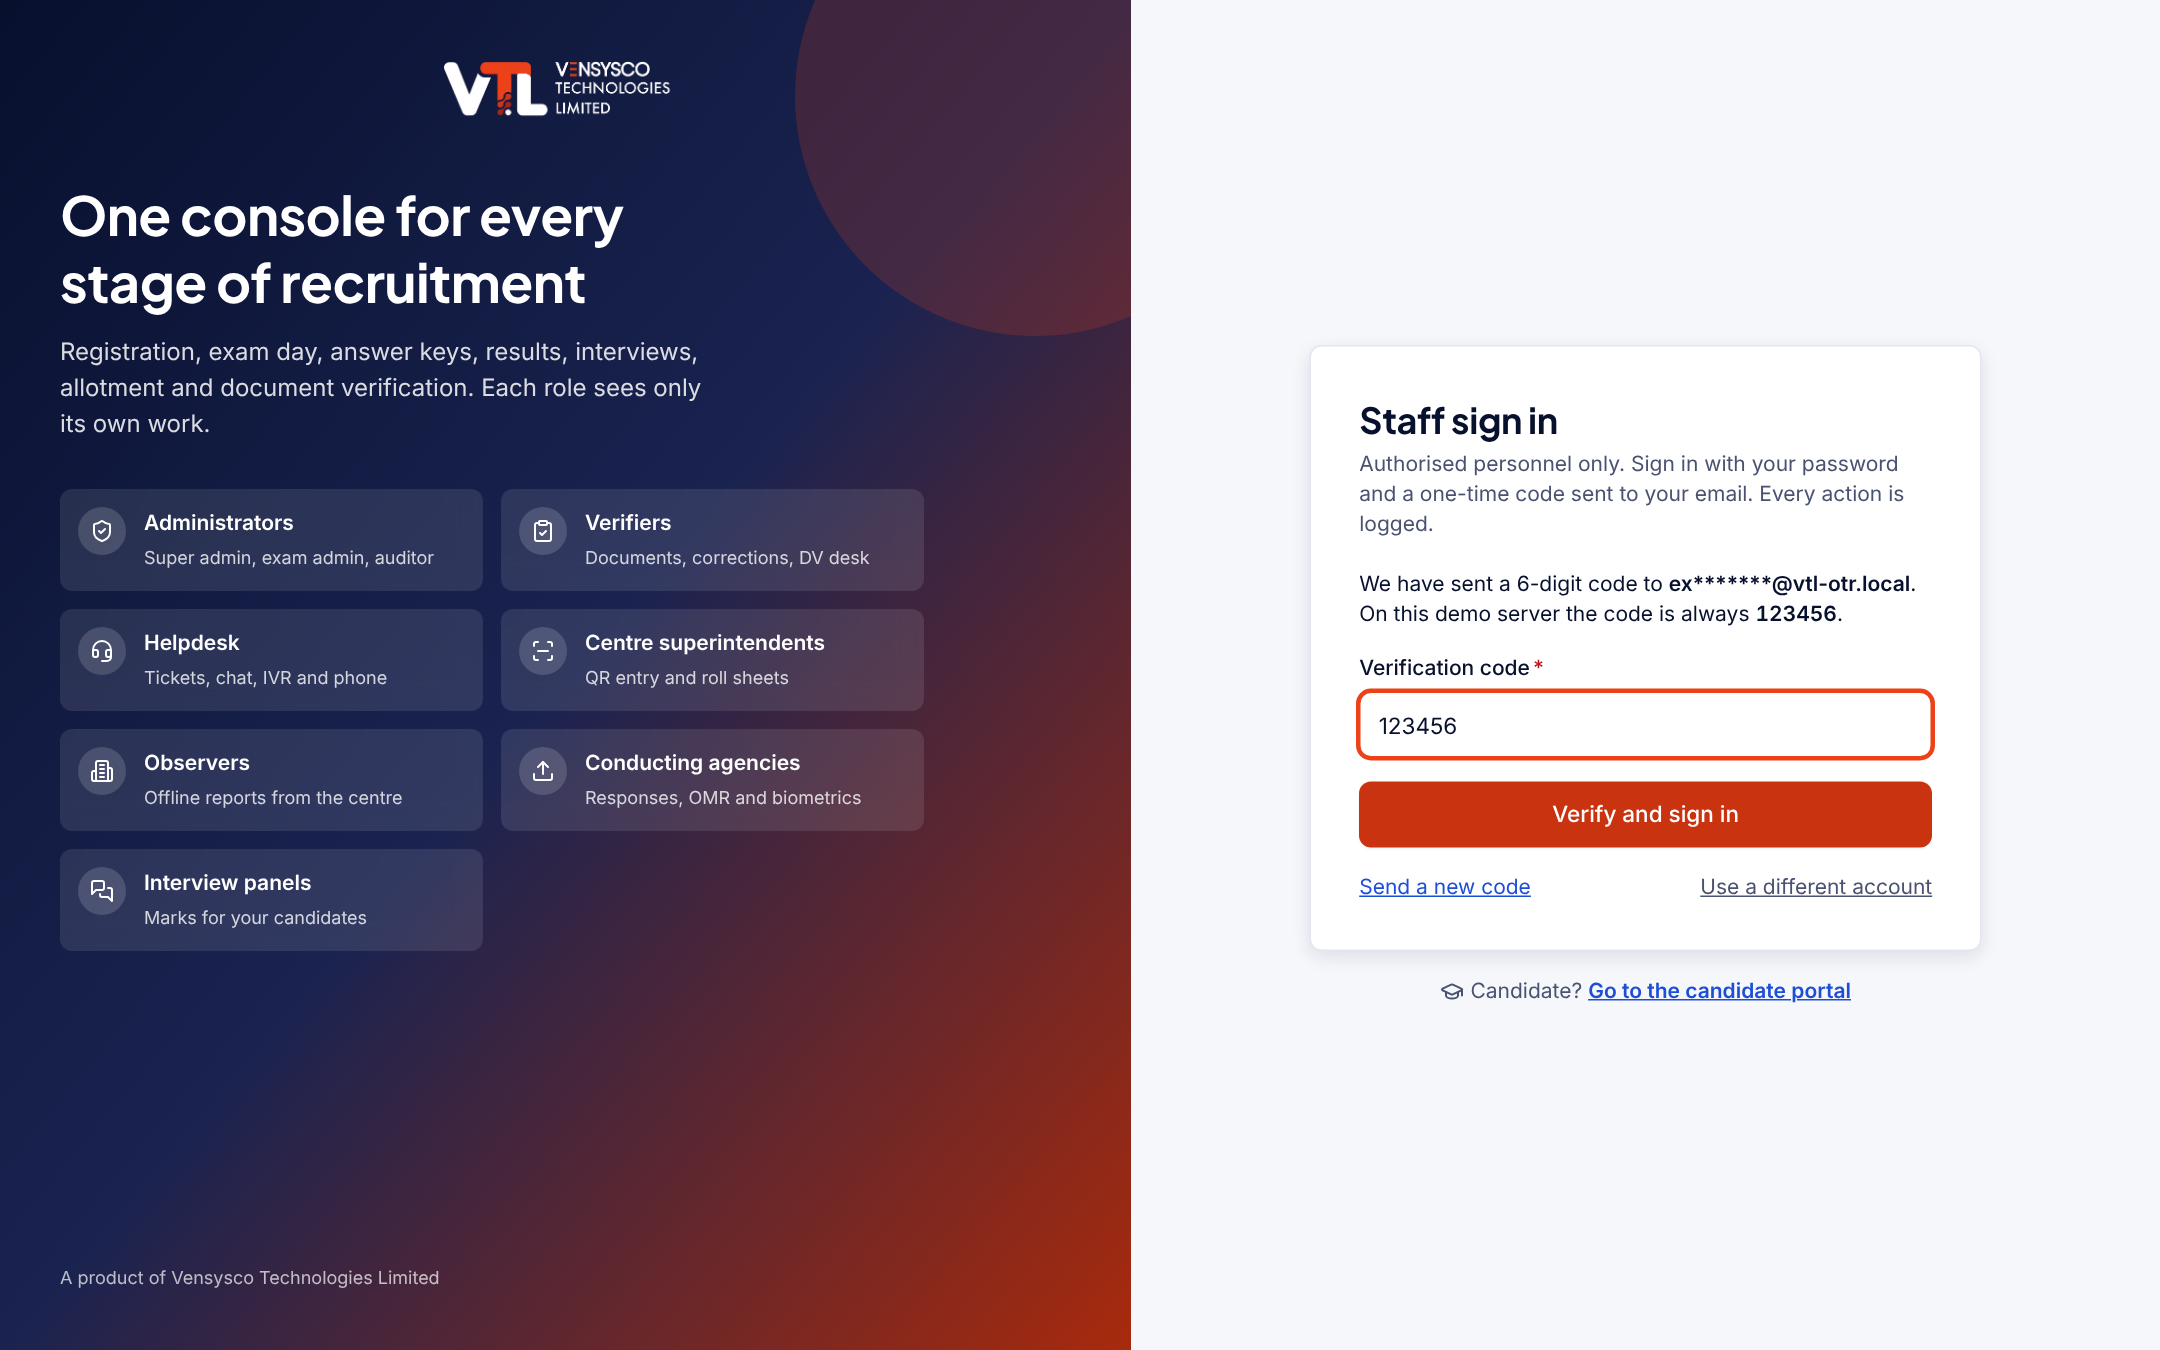 VTL
VENSYSCO
TECHNOLOGIES
LIMITED
One console for every
stage of recruitment
Registration, exam day, answer keys, results, interviews,
allotment and document verification. Each role sees only
its own work.
Administrators
Super admin, exam admin, auditor
Verifiers
Documents, corrections, DV desk
Helpdesk
Tickets, chat, IVR and phone
Centre superintendents
QR entry and roll sheets
Observers
Offline reports from the centre
Conducting agencies
Responses, OMR and biometrics
Interview panels
Marks for your candidates
A product of Vensysco Technologies Limited
Staff sign in
Authorised personnel only. Sign in with your password
and a one-time code sent to your email. Every action is
logged.
We have sent a 6-digit code to ex*******@vtl-otr.local.
On this demo server the code is always 123456.
Verification code *
123456
Verify and sign in
Send a new code
Use a different account
Candidate? Go to the candidate portal